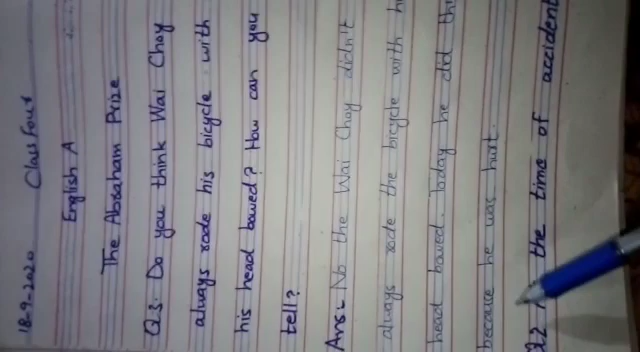 18-9-2020 Class Four
English A
The Abraham Prize
Q3. Do you think Wai Choy
always rode his bicycle with
his head bowed? How can you
tell?
Ans:- No the Wai Choy didn't
always rode the bicycle with
head bowed. Today he did
because he was hurt.
the time of accident